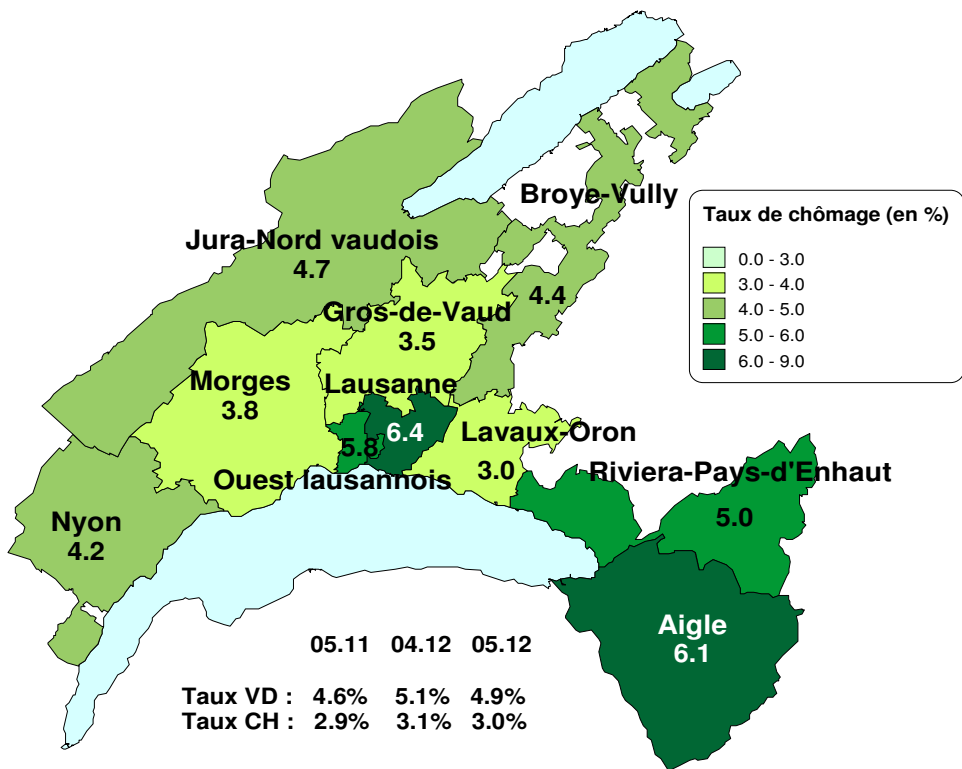 Broye-Vully
4.4
Taux de chômage (en %)
0.0 - 3.0
3.0 - 4.0
4.0 - 5.0
5.0 - 6.0
6.0 - 9.0
Jura-Nord vaudois
4.7
Gros-de-Vaud
3.5
Morges
3.8
Lausanne
6.4
5.8
Ouest lausannois
Lavaux-Oron
3.0
Riviera-Pays-d'Enhaut
5.0
Nyon
4.2
Aigle
6.1
05.11 04.12 05.12
Taux VD : 4.6% 5.1% 4.9%
Taux CH : 2.9% 3.1% 3.0%